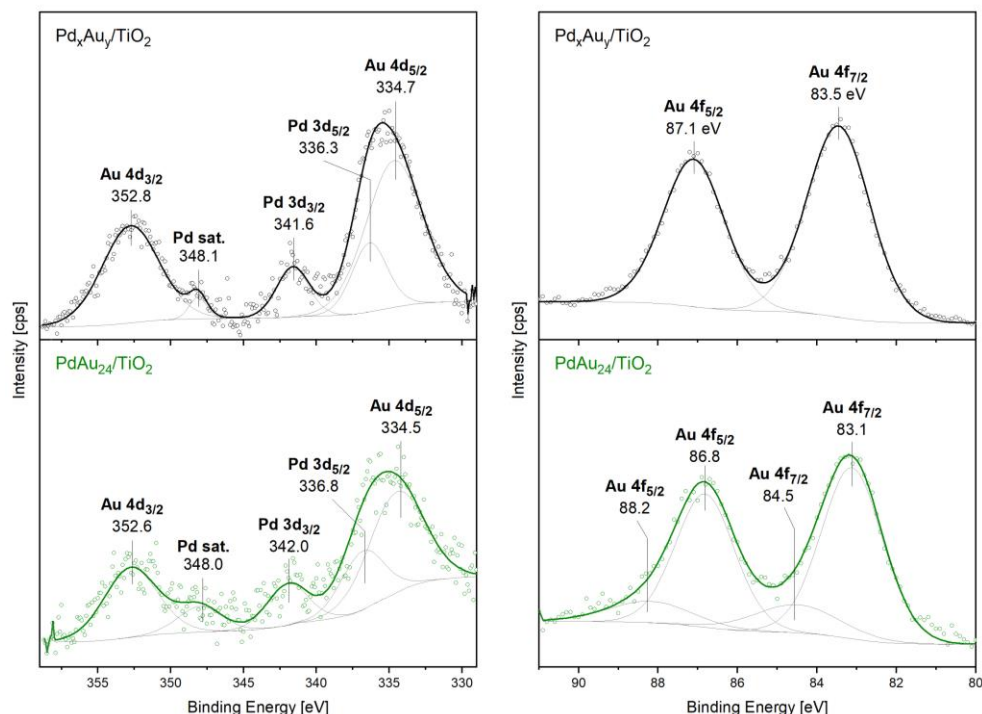 PdxAuy/TiO2
Au 4d5/2
334.7
Pd 3d5/2
336.3
Au 4d3/2
352.8
Pd 3d3/2
341.6
Pd sat.
348.1
PdAu24/TiO2
Au 4d5/2
334.5
Pd 3d5/2
336.8
Au 4d3/2
352.6
Pd 3d3/2
342.0
Pd sat.
348.0
Intensity [cps]
355 350 345 340 335 330
Binding Energy [eV]
PdxAuy/TiO2
Au 4f7/2
83.5 eV
Au 4f5/2
87.1 eV
PdAu24/TiO2
Au 4f7/2
83.1
Au 4f5/2
86.8
Au 4f7/2
84.5
Au 4f5/2
88.2
Intensity [cps]
90 88 86 84 82 80
Binding Energy [eV]